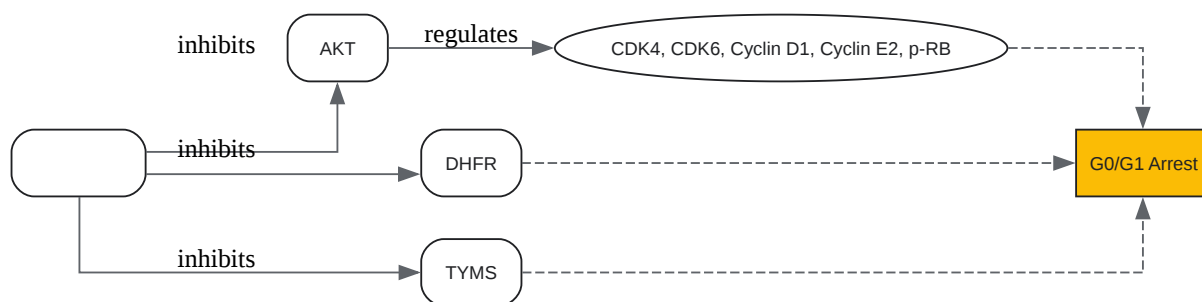 inhibits
AKT
regulates
CDK4, CDK6, Cyclin D1, Cyclin E2, p-RB
inhibits
DHFR
G0/G1 Arrest
inhibits
TYMS